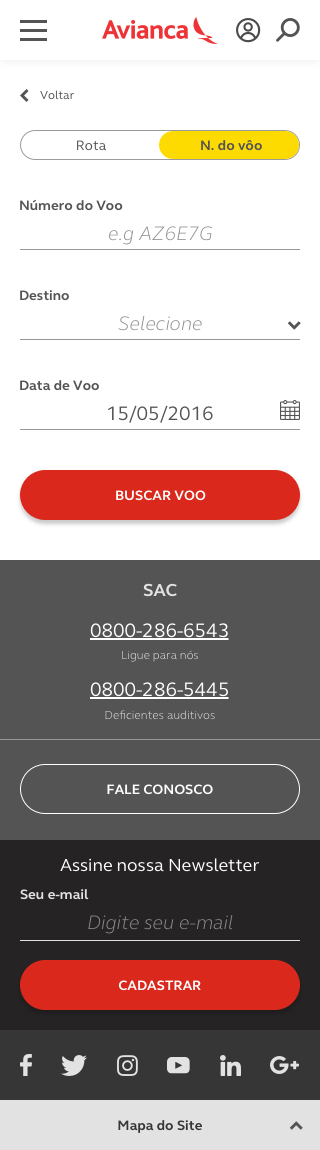 Avianca
Voltar
Rota
N. do vôo
Número do Voo
e.g AZ6E7G
Destino
Selecione
Data de Voo
15/05/2016
BUSCAR VOO
SAC
0800-286-6543
Ligue para nós
0800-286-5445
Deficientes auditivos
FALE CONOSCO
Assine nossa Newsletter
Seu e-mail
Digite seu e-mail
CADASTRAR
Mapa do Site